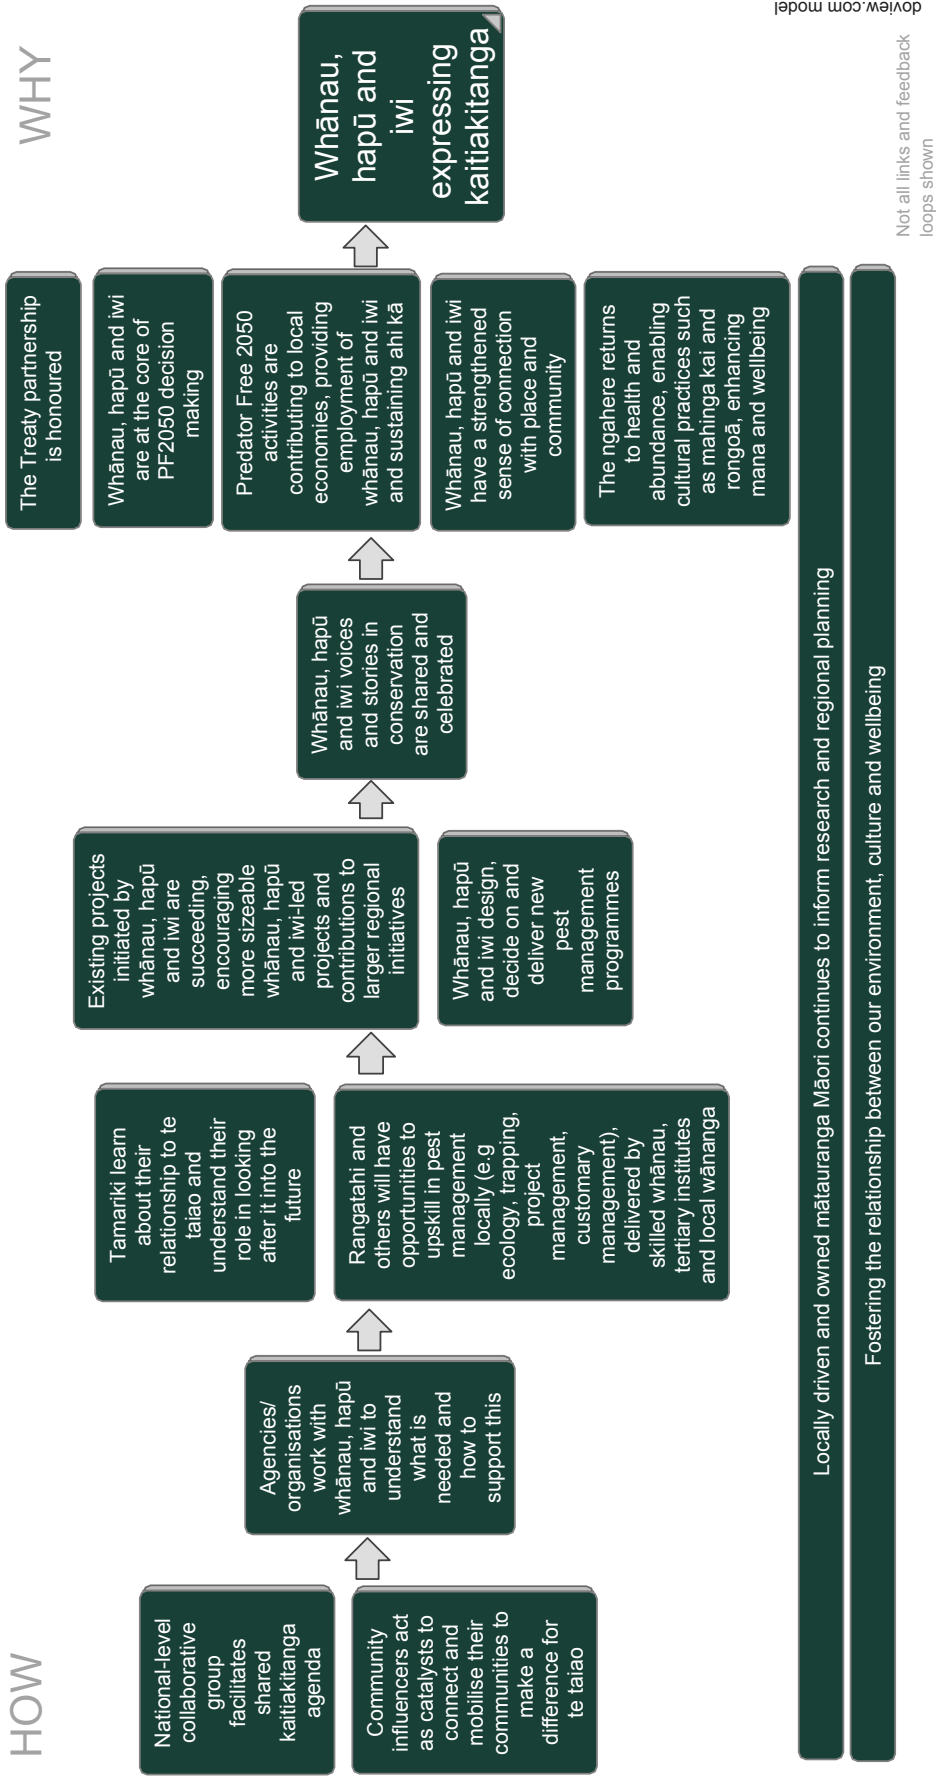 HOW
WHY
National-level
collaborative
group
facilitates
shared
kaitiakitanga
agenda
Community
influencers act
as catalysts to
connect and
mobilise their
communities to
make a
difference for
te taiao
Agencies/
organisations
work with
whānau, hapū
and iwi to
understand
what is
needed and
how to
support this
Tamariki learn
about their
relationship to te
taiao and
understand their
role in looking
after it into the
future
Rangatahi and
others will have
opportunities to
upskill in pest
management
locally (e.g
ecology, trapping,
project
management,
customary
management),
delivered by
skilled whānau,
tertiary institutes
and local wānanga
Existing projects
initiated by
whānau, hapū
and iwi are
succeeding,
encouraging
more sizeable
whānau, hapū
and iwi-led
projects and
contributions to
larger regional
initiatives
Whānau, hapū
and iwi design,
decide on and
deliver new
pest
management
programmes
Whānau, hapū
and iwi voices
and stories in
conservation
are shared and
celebrated
The Treaty partnership
is honoured
Whānau, hapū and iwi
are at the core of
PF2050 decision
making
Predator Free 2050
activities are
contributing to local
economies, providing
employment of
whānau, hapū and iwi
and sustaining ahi kā
Whānau, hapū and iwi
have a strengthened
sense of connection
with place and
community
The ngahere returns
to health and
abundance, enabling
cultural practices such
as mahinga kai and
rongoā, enhancing
mana and wellbeing
Whānau,
hapū and
iwi
expressing
kaitiakitanga
Locally driven and owned mātauranga Māori continues to inform research and regional planning
Fostering the relationship between our environment, culture and wellbeing
Not all links and feedback
loops shown
doview.com model